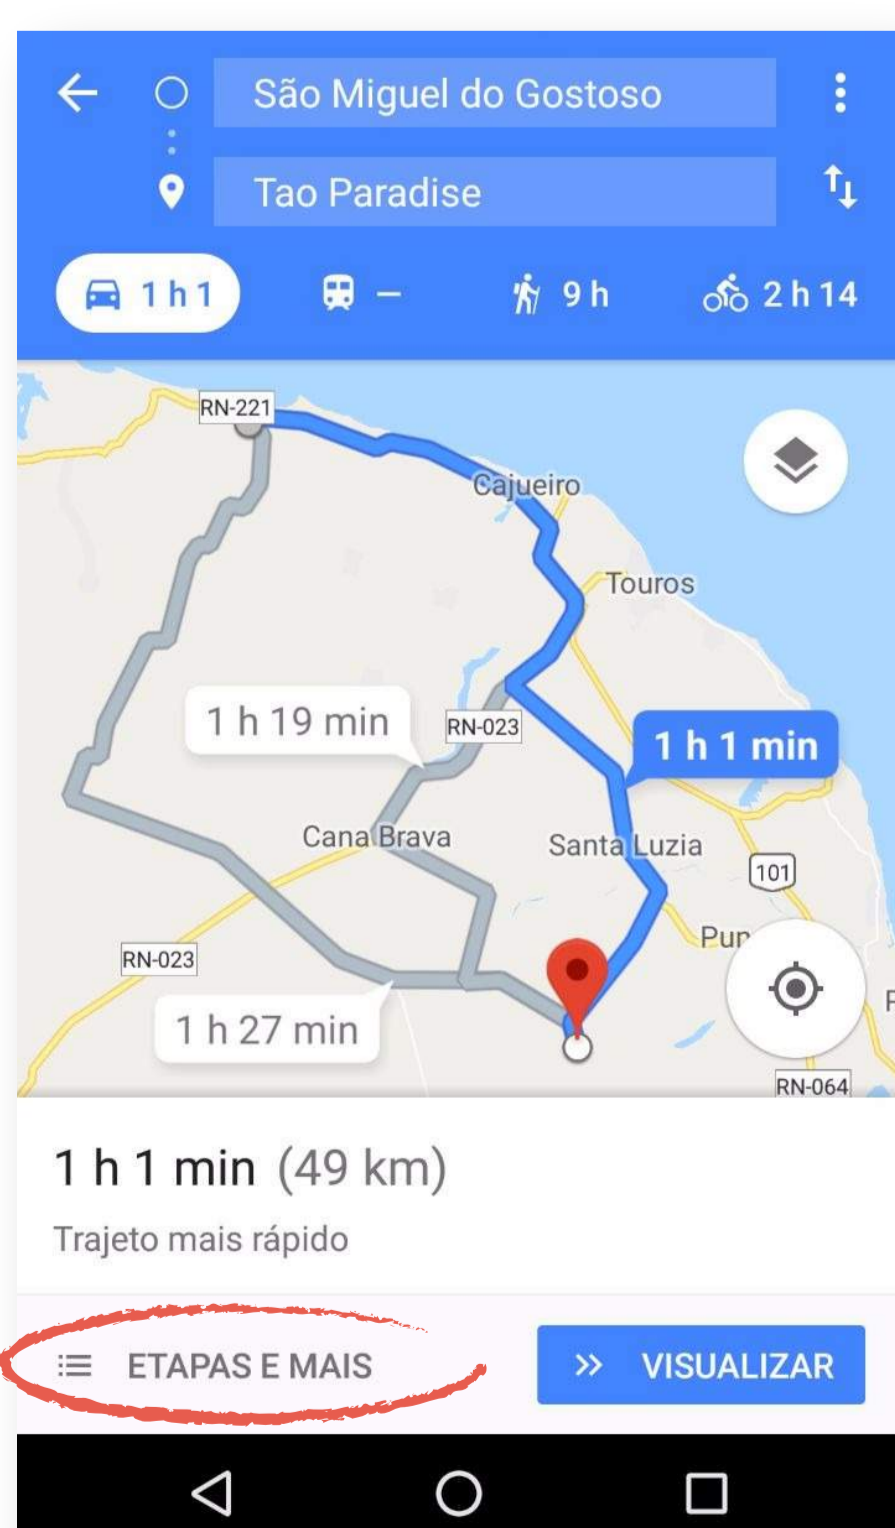 São Miguel do Gostoso
Tao Paradise
1 h 1
–
9 h
2 h 14
RN-221
Cajueiro
Touros
1 h 19 min
RN-023
1 h 1 min
Cana Brava
Santa Luzia
101
Pur
RN-023
1 h 27 min
RN-064
1 h 1 min (49 km)
Trajeto mais rápido
ETAPAS E MAIS
VISUALIZAR